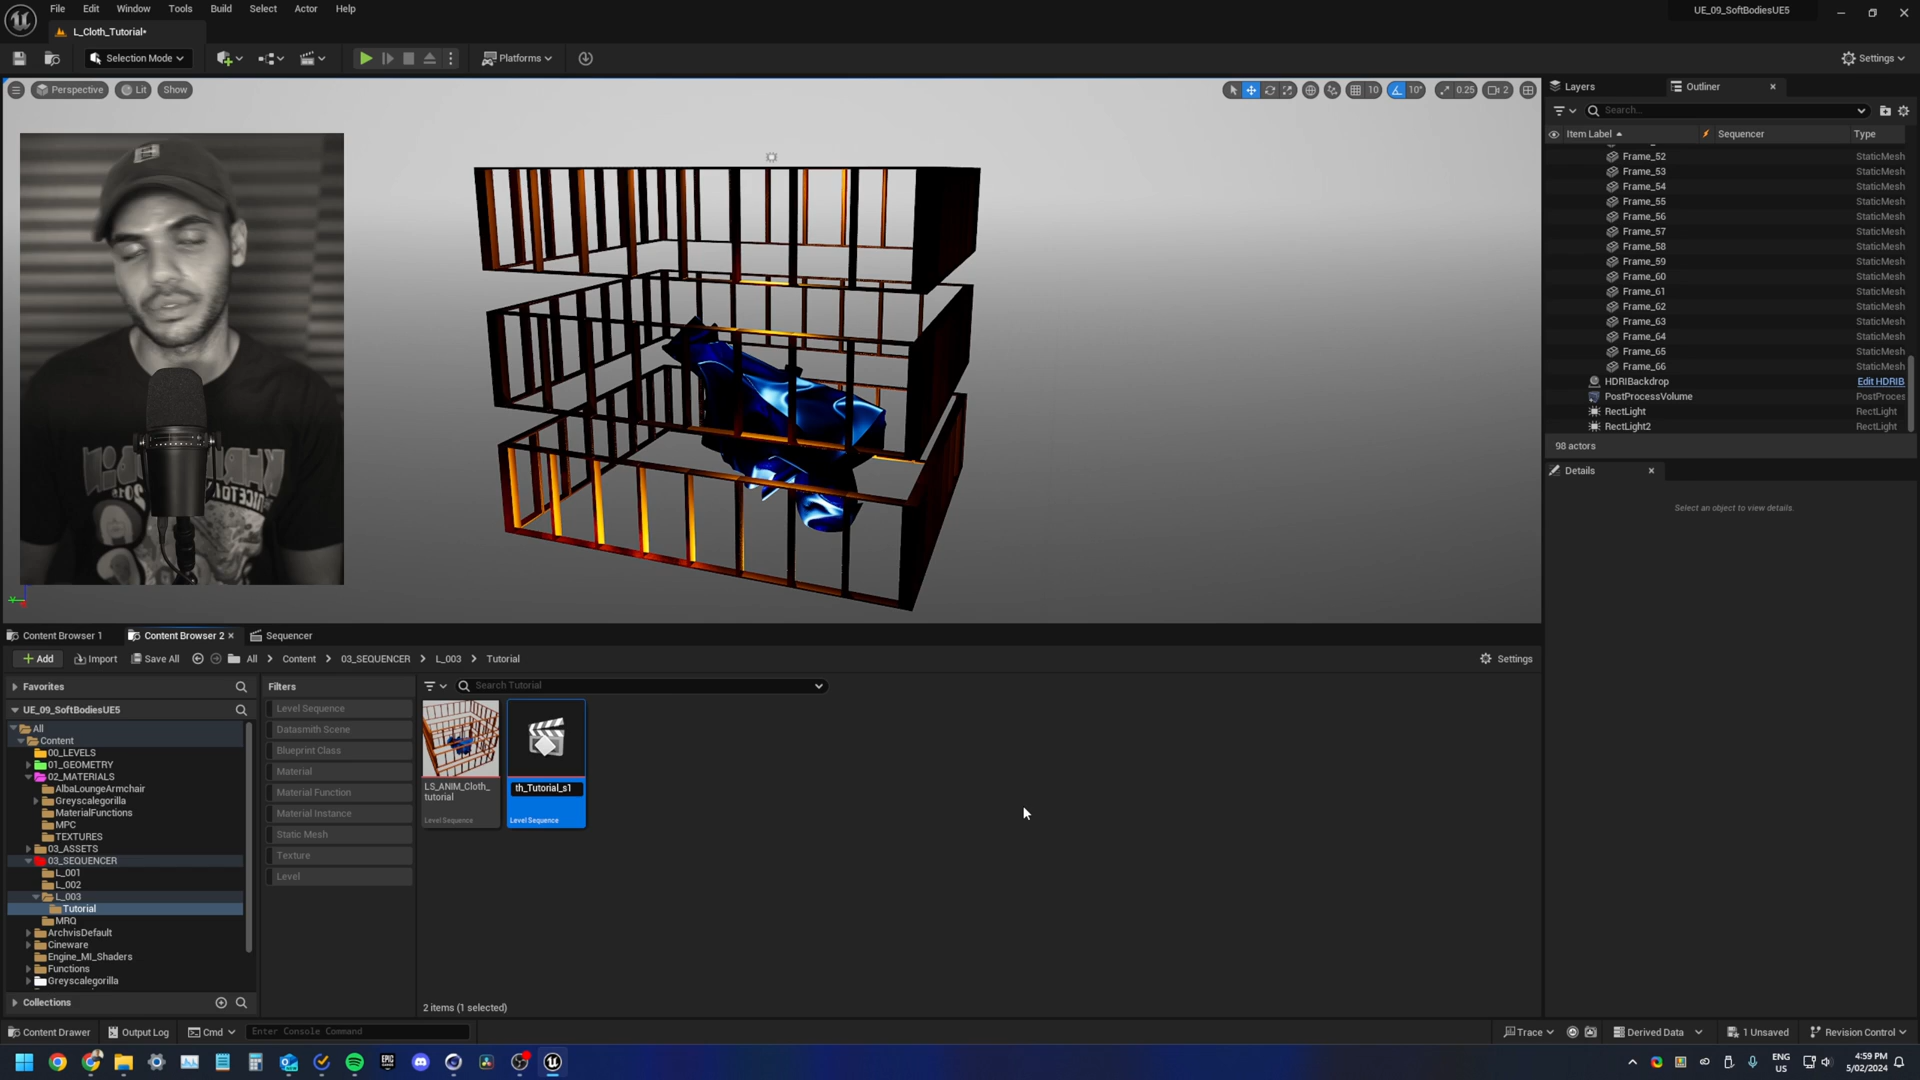 File Edit Window Tools Build Select Actor Help
UE_09_SoftBodiesUE5
L_Cloth_Tutorial*
Selection Mode
Platforms
Settings
Perspective
Lit
Show
10
10°
0.25
2
Layers
Outliner
Search...
Item Label
Sequencer
Type
Frame_52 StaticMesh
Frame_53 StaticMesh
Frame_54 StaticMesh
Frame_55 StaticMesh
Frame_56 StaticMesh
Frame_57 StaticMesh
Frame_58 StaticMesh
Frame_59 StaticMesh
Frame_60 StaticMesh
Frame_61 StaticMesh
Frame_62 StaticMesh
Frame_63 StaticMesh
Frame_64 StaticMesh
Frame_65 StaticMesh
Frame_66 StaticMesh
HDRIBackdrop Edit HDRIB
PostProcessVolume PostProces
RectLight RectLight
RectLight2 RectLight
98 actors
Details
Select an object to view details.
Content Browser 1
Content Browser 2
Sequencer
Add
Import
Save All
All > Content > 03_SEQUENCER > L_003 > Tutorial
Settings
Favorites
UE_09_SoftBodiesUE5
All
Content
00_LEVELS
01_GEOMETRY
02_MATERIALS
AlbaLoungeArmchair
Greyscalegorilla
MaterialFunctions
MPC
TEXTURES
03_ASSETS
03_SEQUENCER
L_001
L_002
L_003
Tutorial
MRQ
ArchvisDefault
Cineware
Engine_MI_Shaders
Functions
Greyscalegorilla
Collections
Filters
Level Sequence
Datasmith Scene
Blueprint Class
Material
Material Function
Material Instance
Static Mesh
Texture
Level
Search Tutorial
LS_ANIM_Cloth_
tutorial
Level Sequence
th_Tutorial_s1
Level Sequence
2 items (1 selected)
Content Drawer
Output Log
Cmd
Enter Console Command
Trace
Derived Data
1 Unsaved
Revision Control
EPIC
ENG
US
4:59 PM
5/02/2024